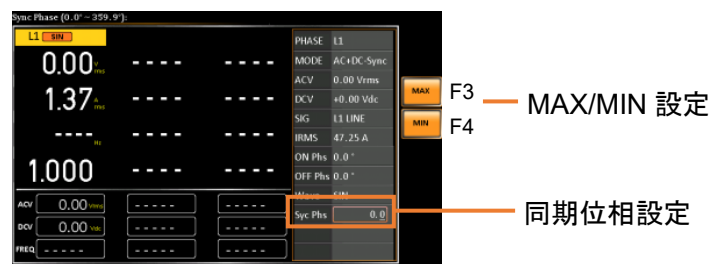 Sync Phase (0.0° ~ 359.9°):
L1 SIN
0.00 Vrms
1.37 A rms
---- Hz
1.000
---- ----
---- ----
---- ----
---- ----
ACV 0.00 Vrms ----- -----
DCV 0.00 Vdc ----- -----
FREQ ----- ----- -----
PHASE L1
MODE AC+DC-Sync
ACV 0.00 Vrms
DCV +0.00 Vdc
SIG L1 LINE
IRMS 47.25 A
ON Phs 0.0 °
OFF Phs 0.0 °
Wave SIN
Syc Phs 0.0
MAX F3
MIN F4
MAX/MIN 設定
同期位相設定